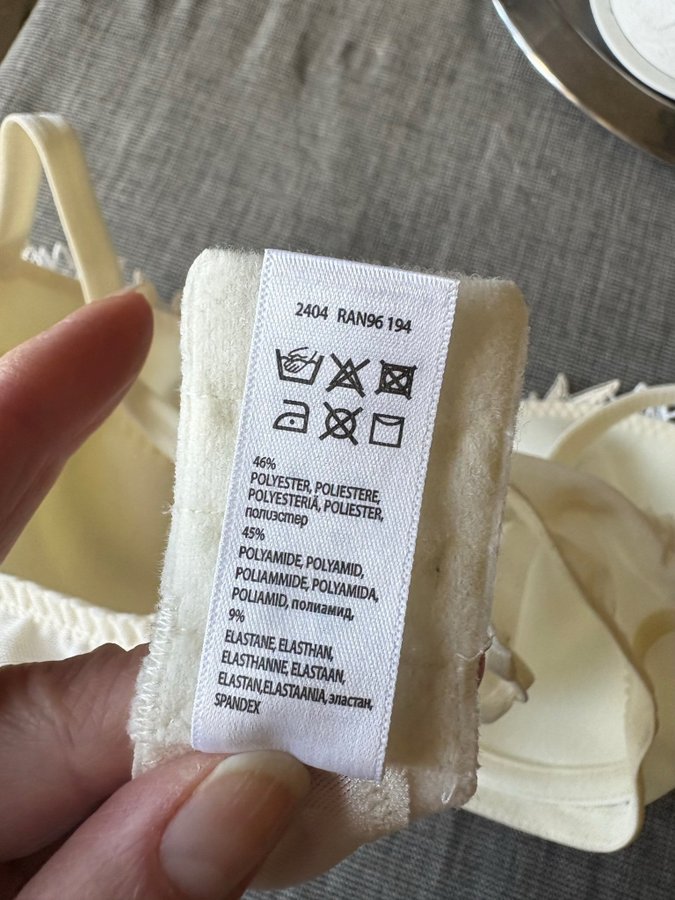 2404 RAN96 194
46%
POLYESTER, POLIESTERE,
POLYESTERIÄ, POLIESTER,
полиэстер
45%
POLYAMIDE, POLYAMID,
POLIAMMIDE, POLYAMIDA,
POLIAMID, полиамид,
9%
ELASTANE, ELASTHAN,
ELASTHANNE, ELASTAAN,
ELASTAN,ELASTAANIA, эластан,
SPANDEX